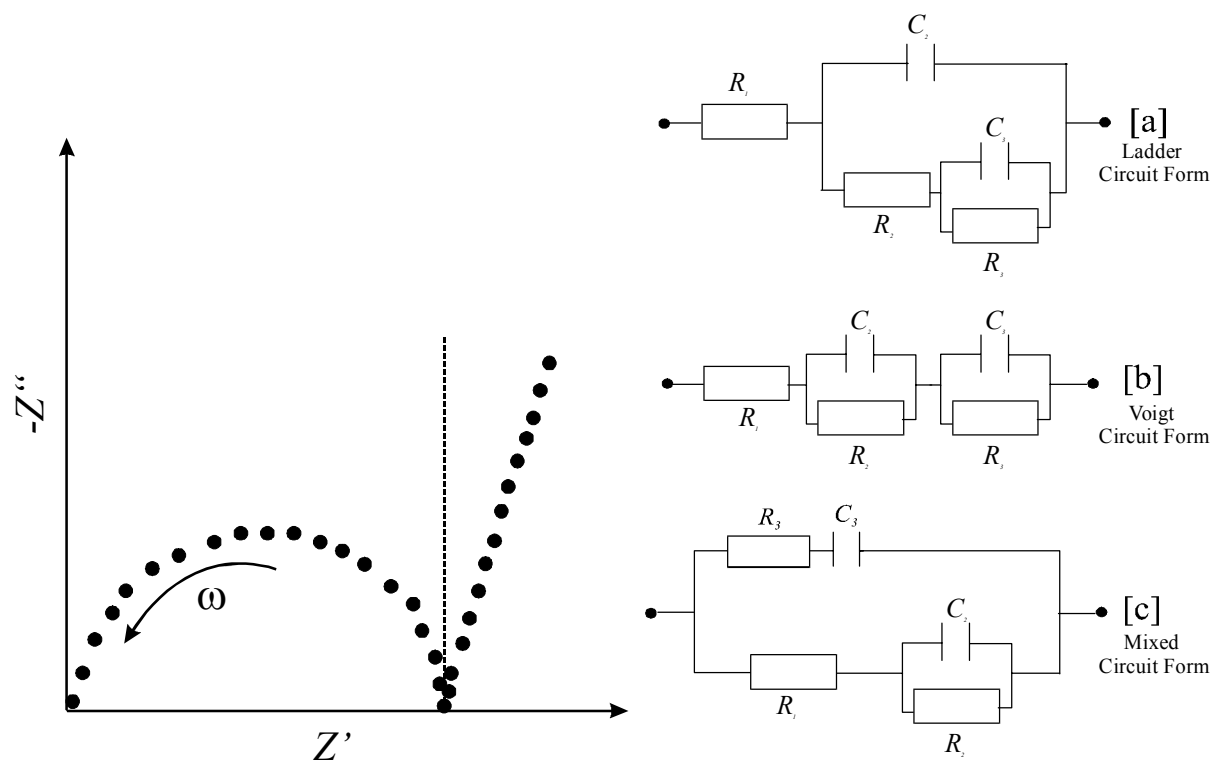 -Z“
ω
Z’
R₁
C₂
R₂
C₃
R₃
[a]
Ladder
Circuit Form
R₁
C₂
R₂
C₃
R₃
[b]
Voigt
Circuit Form
R₃
C₃
R₁
C₂
R₂
[c]
Mixed
Circuit Form